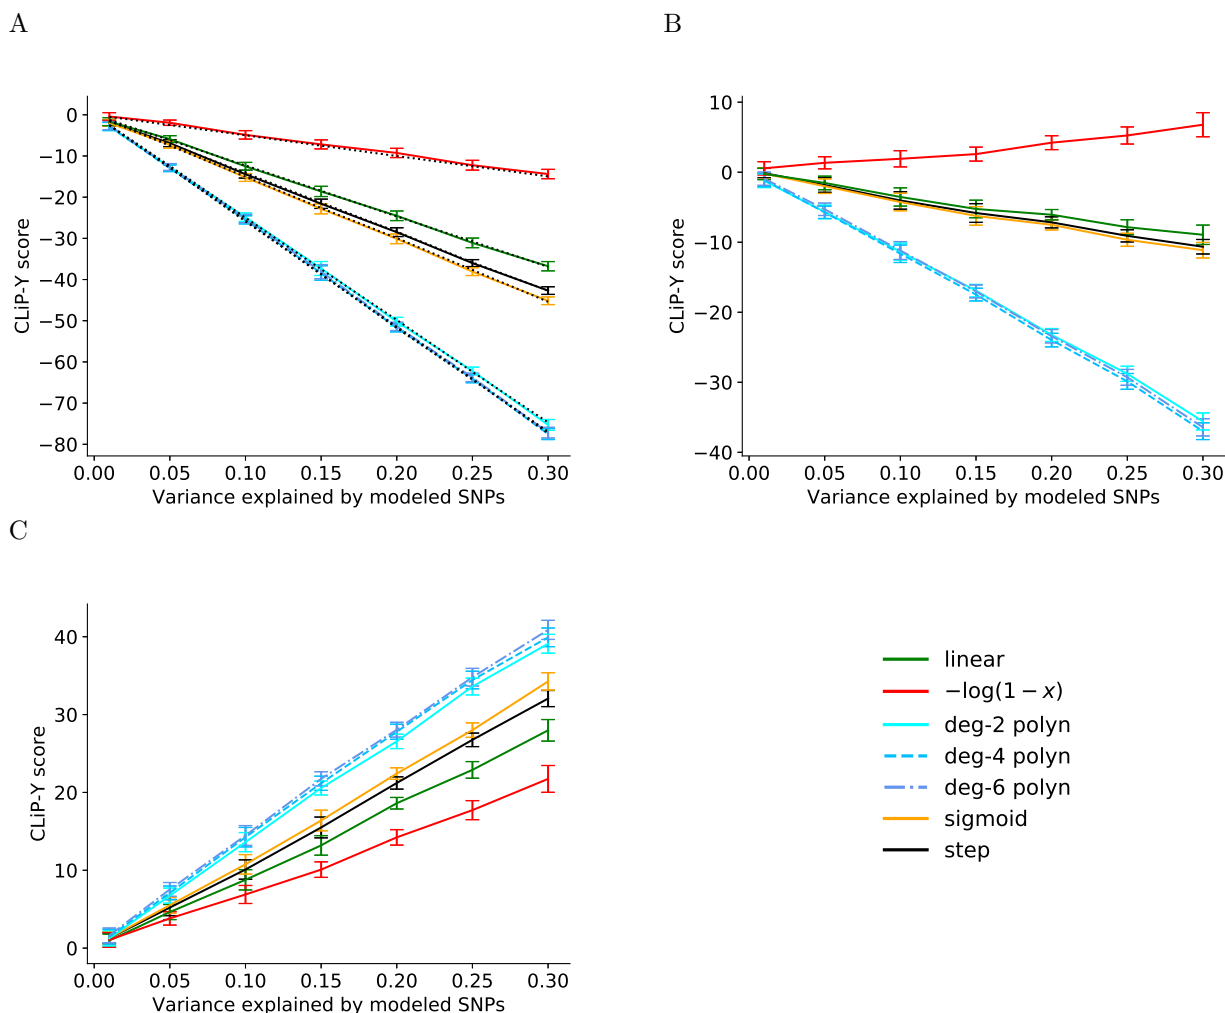 A
B
0
−10
−20
−30
−40
−50
−60
−70
−80
CLiP-Y score
0.00 0.05 0.10 0.15 0.20 0.25 0.30
Variance explained by modeled SNPs
10
0
−10
−20
−30
−40
CLiP-Y score
0.00 0.05 0.10 0.15 0.20 0.25 0.30
Variance explained by modeled SNPs
C
40
30
20
10
0
CLiP-Y score
0.00 0.05 0.10 0.15 0.20 0.25 0.30
Variance explained by modeled SNPs
linear
−log(1 − x)
deg-2 polyn
deg-4 polyn
deg-6 polyn
sigmoid
step